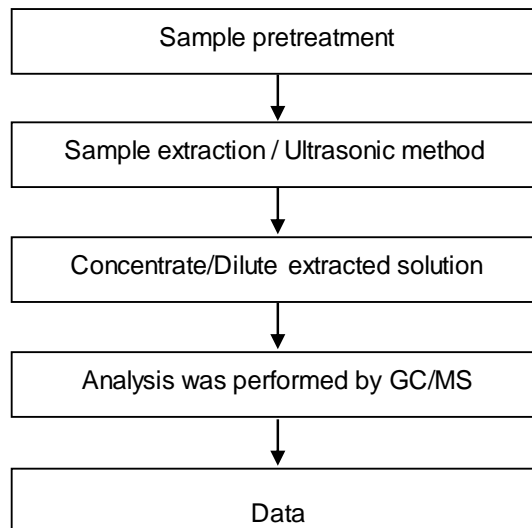 Sample pretreatment
Sample extraction / Ultrasonic method
Concentrate/Dilute extracted solution
Analysis was performed by GC/MS
Data